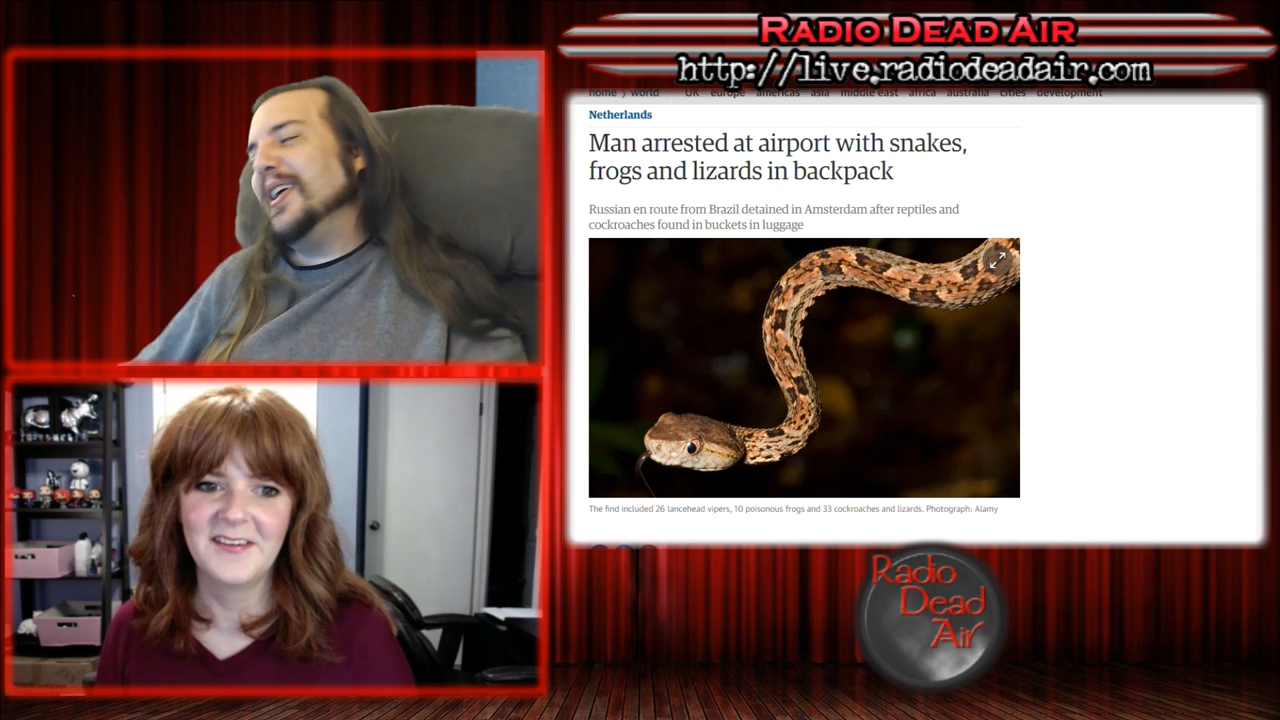 Radio Dead Air
http://live.radiodeadair.com
home › world UK europe americas asia middle east africa australia cities development
Netherlands
Man arrested at airport with snakes,
frogs and lizards in backpack
Russian en route from Brazil detained in Amsterdam after reptiles and
cockroaches found in buckets in luggage
The find included 26 lancehead vipers, 10 poisonous frogs and 33 cockroaches and lizards. Photograph: Alamy
Radio
Dead
Air